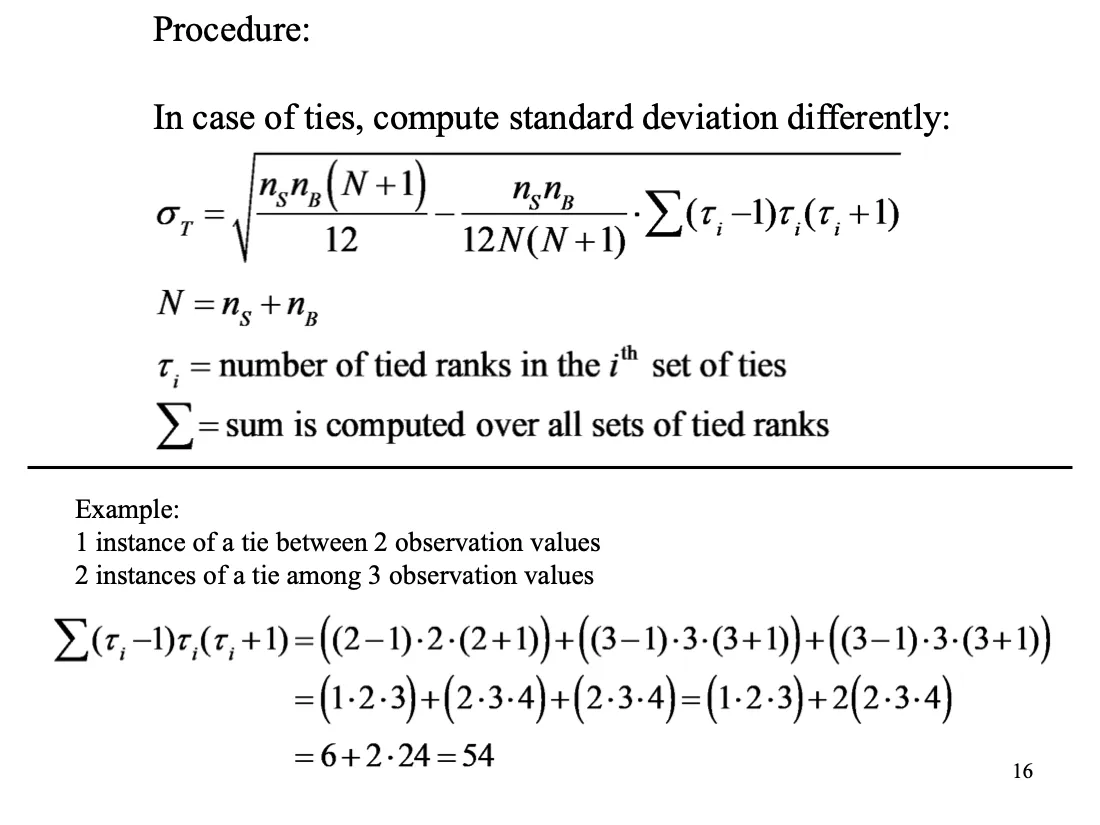 Procedure:
In case of ties, compute standard deviation differently:
σ_T = √( n_S n_B (N + 1) / 12 − n_S n_B / 12N(N + 1) · ∑(τ_i −1)τ_i(τ_i +1) )
N = n_S + n_B
τ_i = number of tied ranks in the i^th set of ties
∑ = sum is computed over all sets of tied ranks
Example:
1 instance of a tie between 2 observation values
2 instances of a tie among 3 observation values
∑(τ_i −1)τ_i(τ_i +1) = ((2−1)·2·(2+1)) + ((3−1)·3·(3+1)) + ((3−1)·3·(3+1))
= (1·2·3) + (2·3·4) + (2·3·4) = (1·2·3) + 2(2·3·4)
= 6 + 2·24 = 54
16